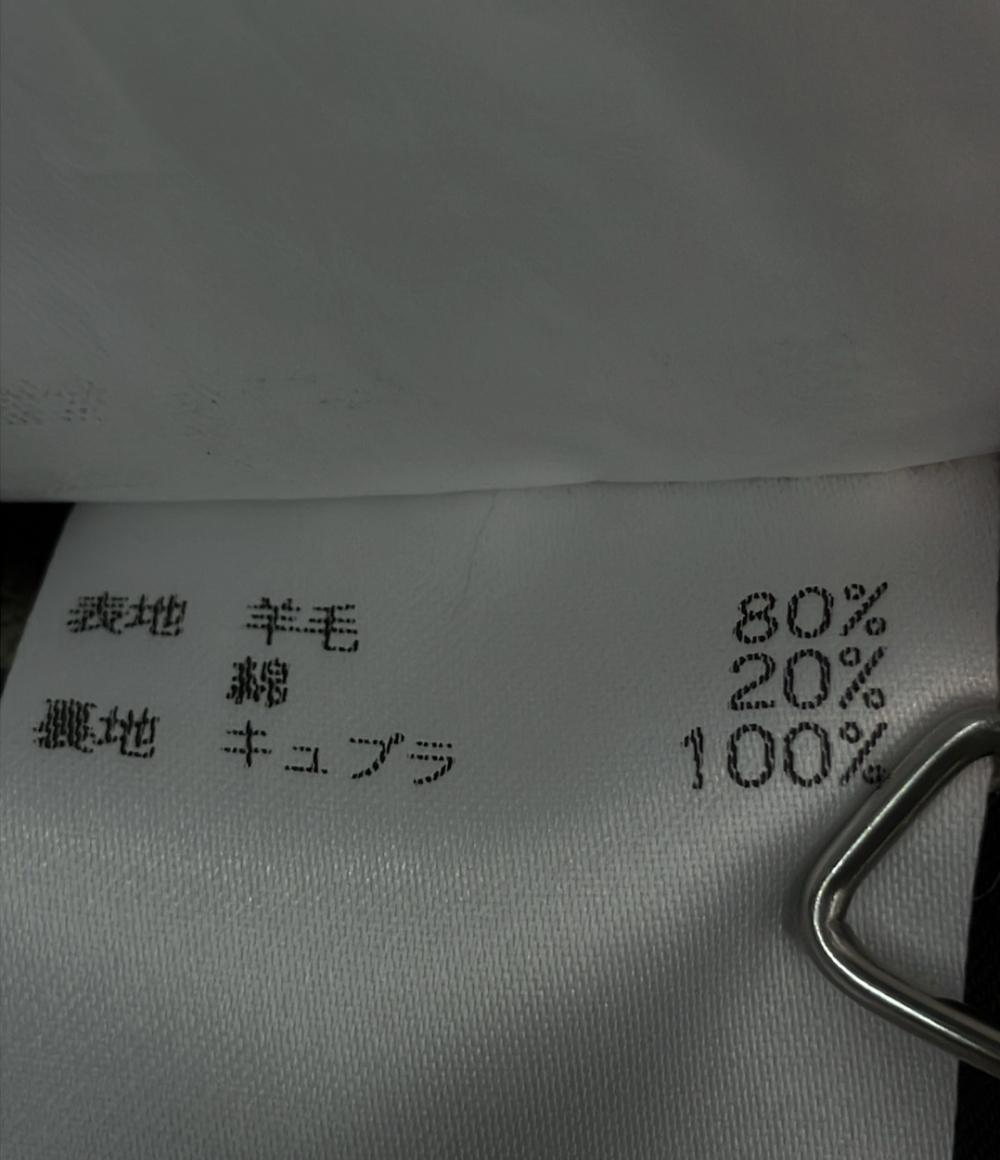 表地 羊毛 80%
綿 20%
裏地 キュプラ 100%